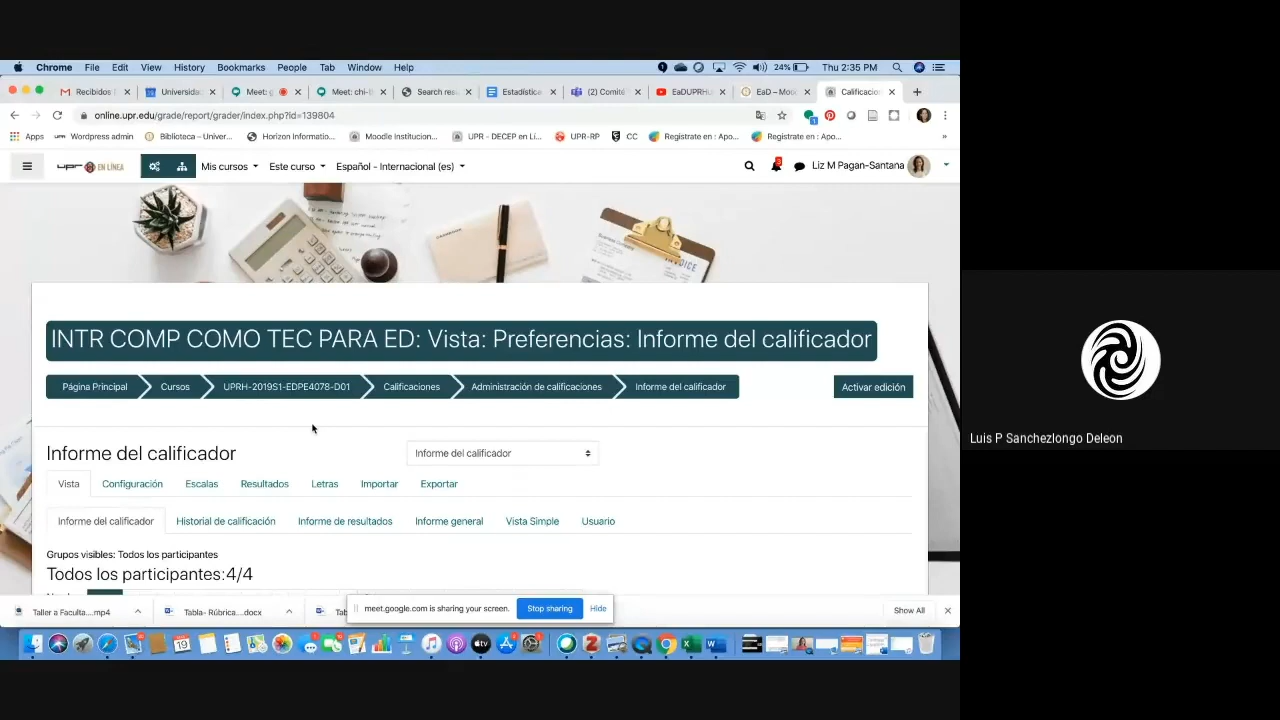 Chrome File Edit View History Bookmarks People Tab Window Help 24% Thu 2:35 PM
Recibidos Universida Meet: Meet: chi- Search res Estadística (2) Comité EaDUPRH EaD – Moo Calificacion
online.upr.edu/grade/report/grader/index.php?id=139804
Apps Wordpress admin Biblioteca – Univer... Horizon Informatio... Moodle Institucion... UPR - DECEP en Lí... UPR-RP CC Registrate en : Apo... Registrate en : Apo... »
upr EN LÍNEA Mis cursos Este curso Español - Internacional (es) Liz M Pagan-Santana
INVOICE
INTR COMP COMO TEC PARA ED: Vista: Preferencias: Informe del calificador
Página Principal Cursos UPRH-2019S1-EDPE4078-D01 Calificaciones Administración de calificaciones Informe del calificador Activar edición
Informe del calificador Informe del calificador
Vista Configuración Escalas Resultados Letras Importar Exportar
Informe del calificador Historial de calificación Informe de resultados Informe general Vista Simple Usuario
Grupos visibles: Todos los participantes
Todos los participantes:4/4
Taller a Faculta....mp4 Tabla- Rúbrica....docx Tab meet.google.com is sharing your screen. Stop sharing Hide Show All
Luis P Sanchezlongo Deleon